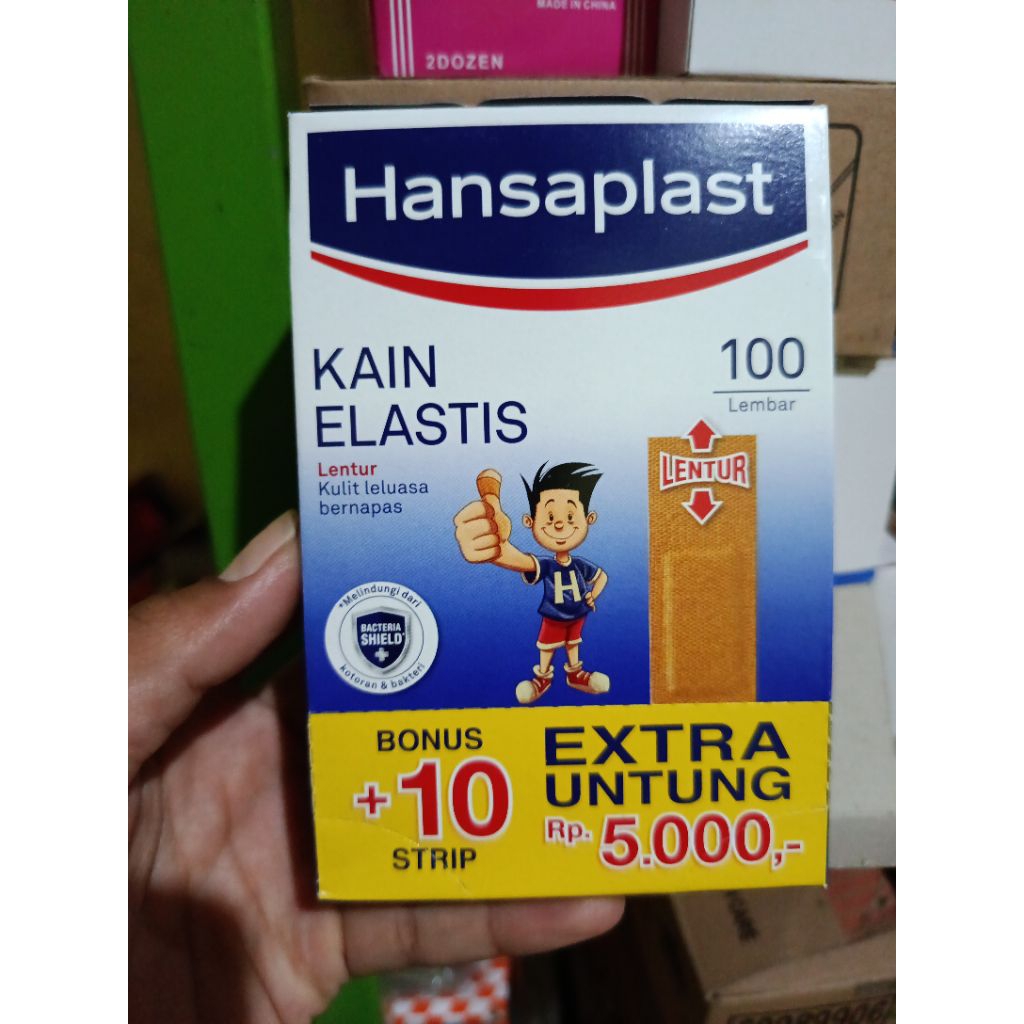 MADE IN CHINA
2DOZEN
Hansaplast
KAIN
ELASTIS
100
Lembar
Lentur
Kulit leluasa
bernapas
LENTUR
H
*Melindungi dari
BACTERIA
SHIELD
kotoran & bakteri
BONUS
+10
STRIP
EXTRA
UNTUNG
Rp. 5.000,-